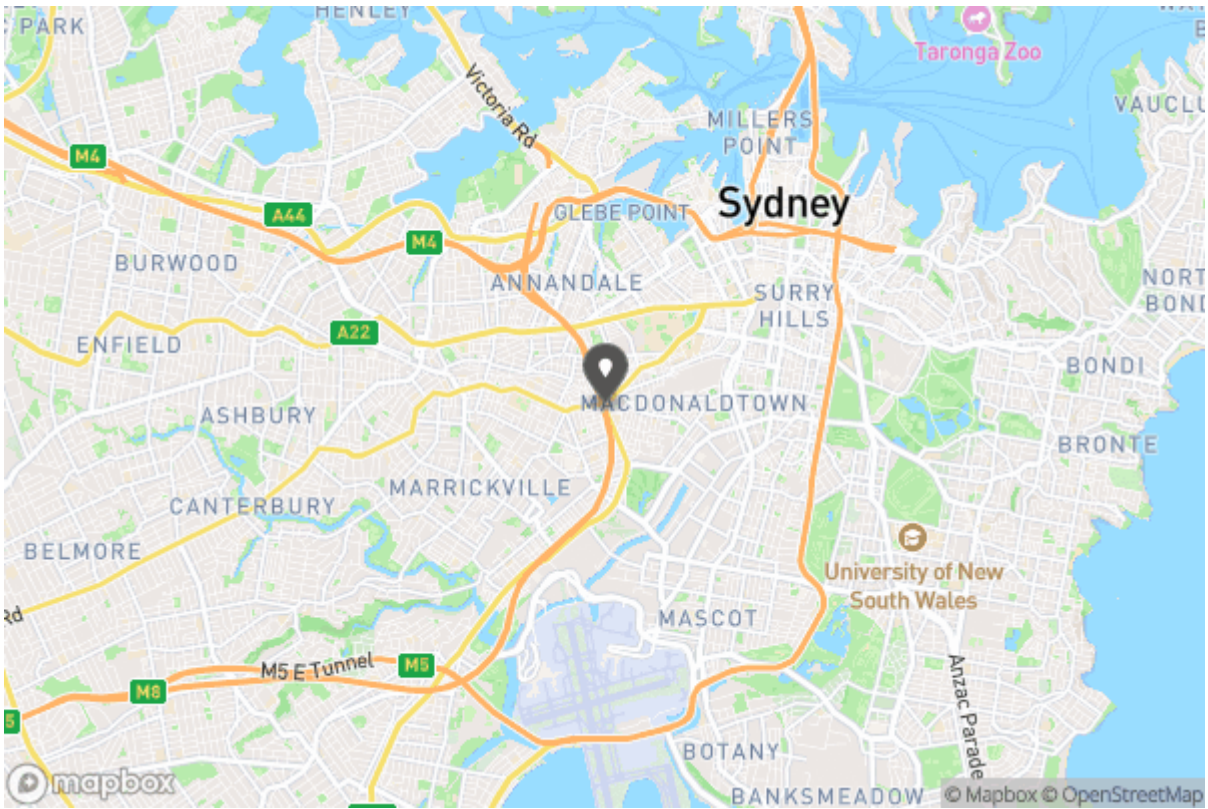 HENLEY
PARK
Taronga Zoo
Victoria Rd
VAUCLU
MILLERS
POINT
M4
A44
GLEBE POINT
Sydney
M4
BURWOOD
ANNANDALE
NORT
BOND
SURRY
HILLS
A22
ENFIELD
BONDI
MACDONALDTOWN
ASHBURY
BRONTE
MARRICKVILLE
CANTERBURY
BELMORE
University of New
South Wales
Rd
MASCOT
M5 E Tunnel
M5
M8
5
Anzac Parade
BOTANY
mapbox
BANKSMEADOW
© Mapbox © OpenStreetMap